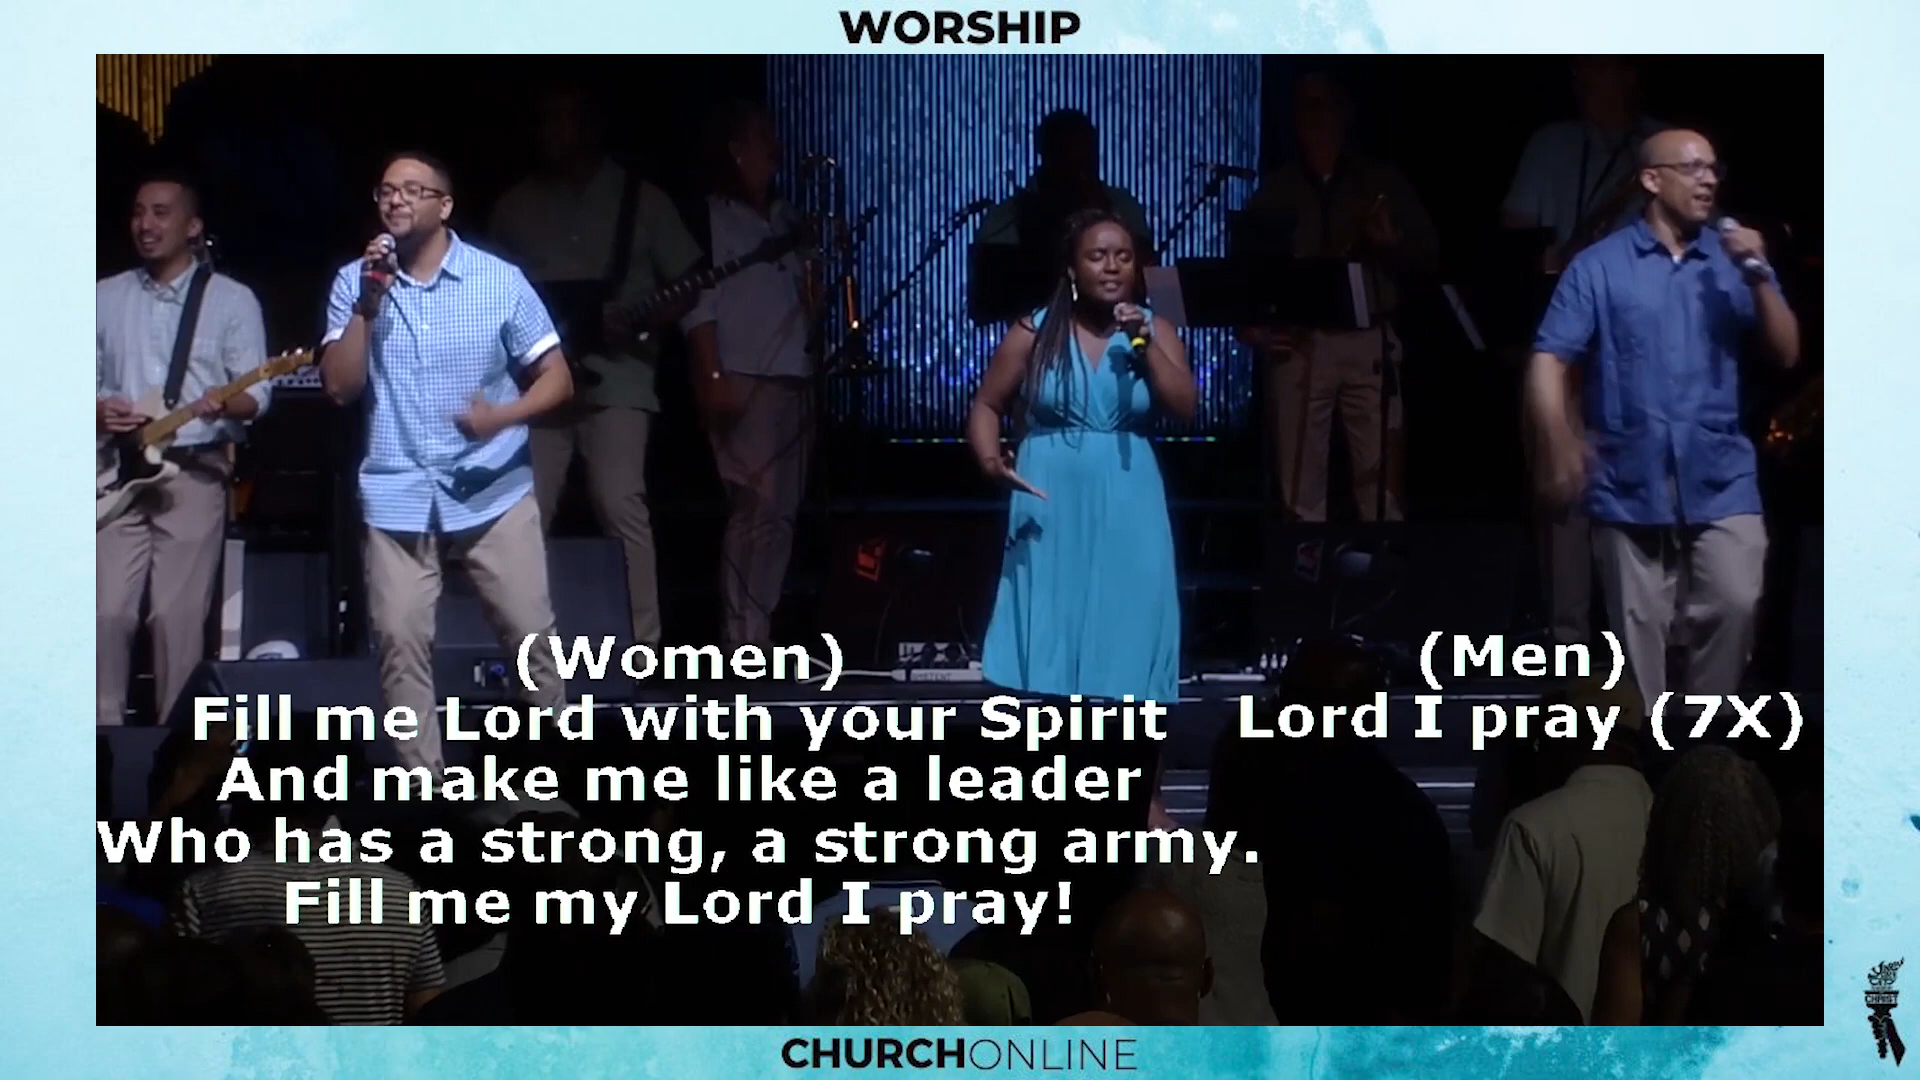 WORSHIP
(Women)
Fill me Lord with your Spirit
And make me like a leader
Who has a strong, a strong army.
Fill me my Lord I pray!
(Men)
Lord I pray (7X)
CHURCHONLINE
CHRIST